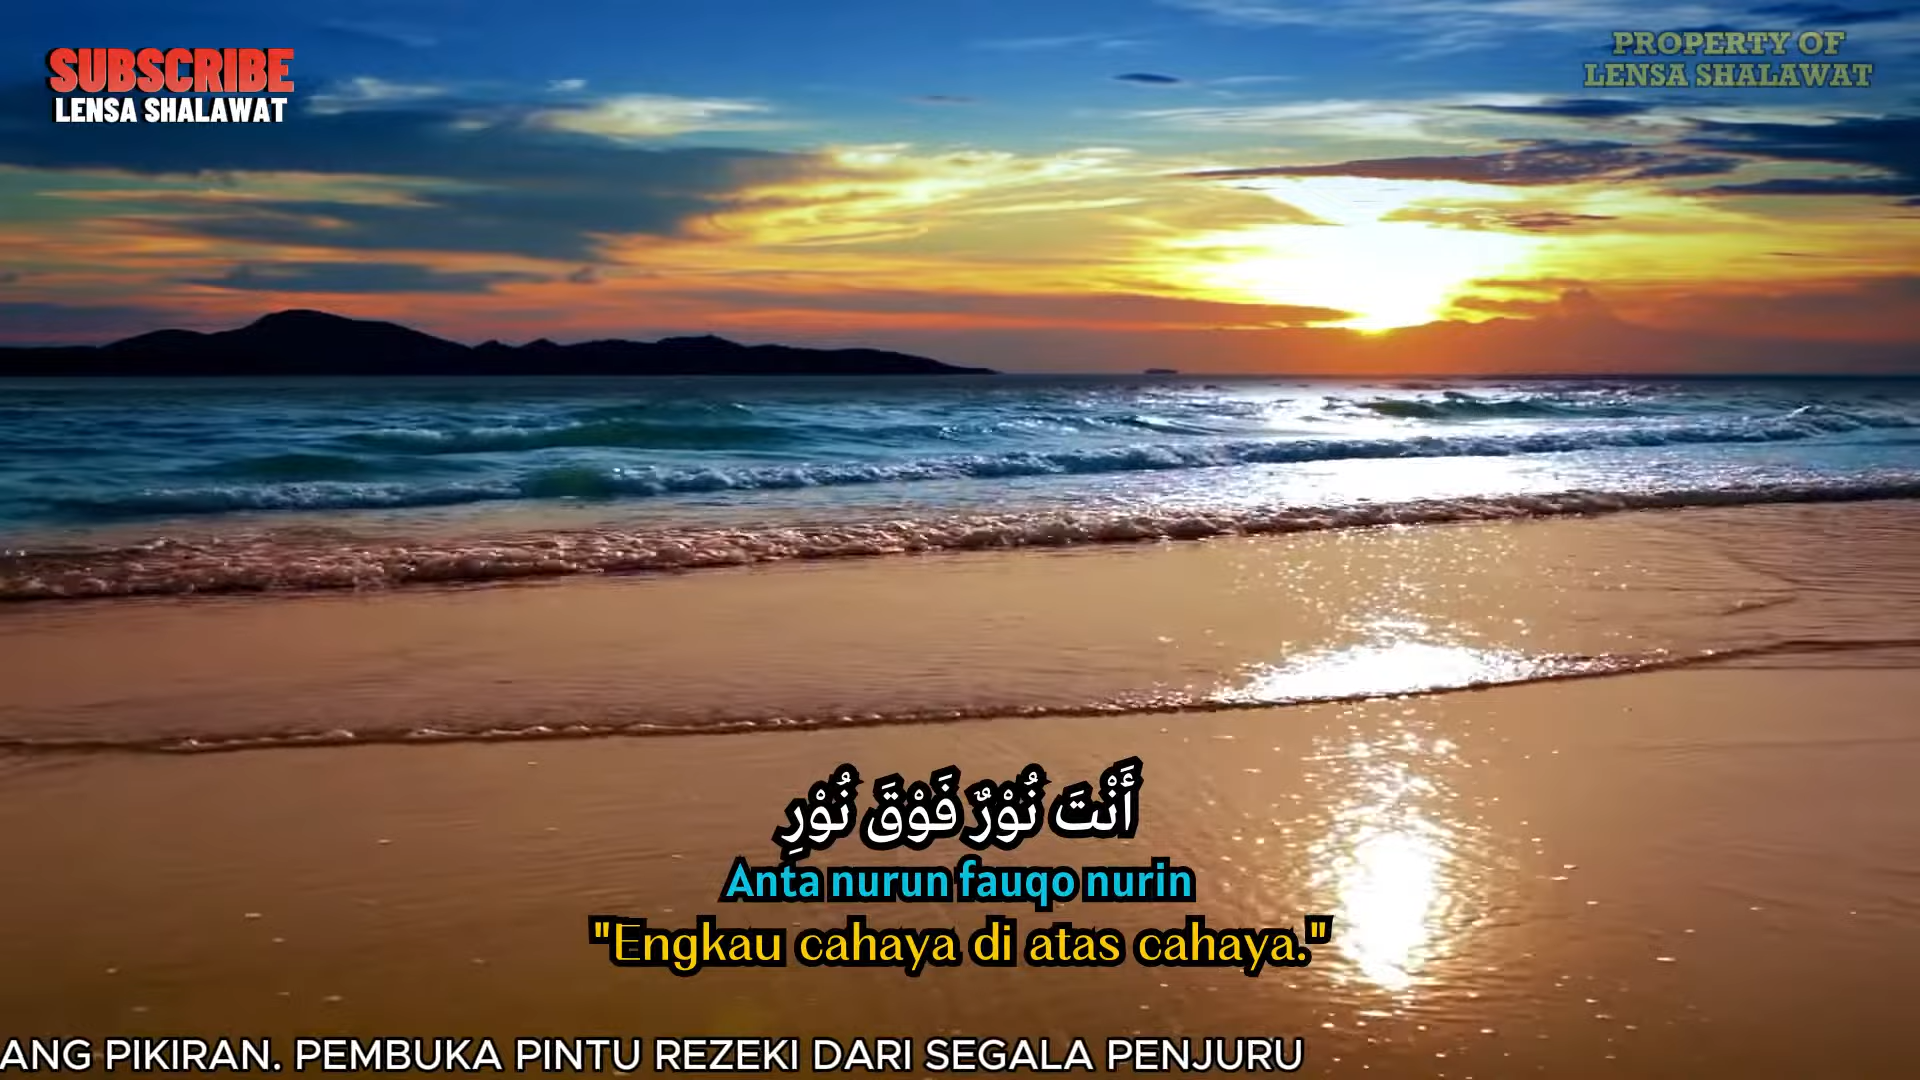 SUBSCRIBE
LENSA SHALAWAT
PROPERTY OF
LENSA SHALAWAT
أَنْتَ نُوْرٌ فَوْقَ نُوْرِ
Anta nurun fauqo nurin
"Engkau cahaya di atas cahaya."
ANG PIKIRAN. PEMBUKA PINTU REZEKI DARI SEGALA PENJURU